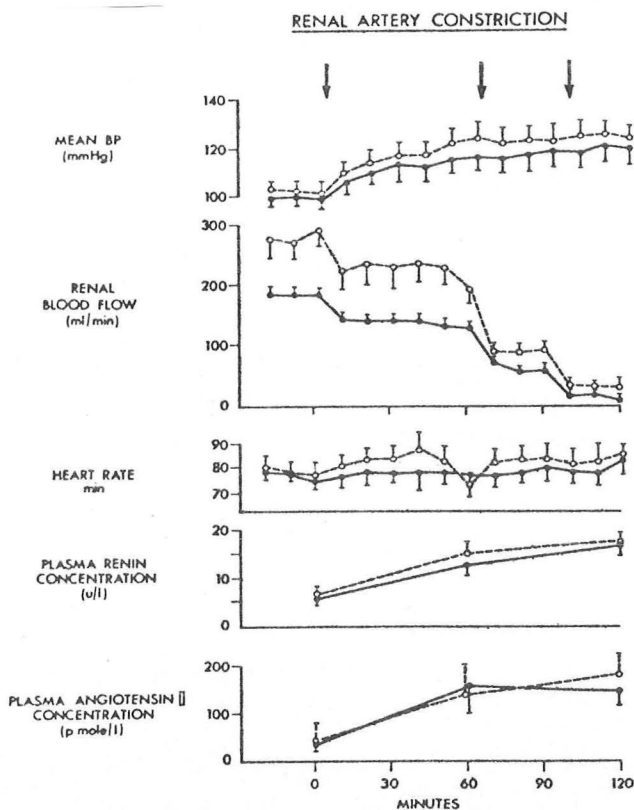 RENAL ARTERY CONSTRICTION
140
MEAN BP
(mmHg)
120
100
300
RENAL
BLOOD FLOW
(ml/min)
200
100
0
90
HEART RATE
min
80
70
20
PLASMA RENIN
CONCENTRATION
(u/l)
10
0
200
PLASMA ANGIOTENSIN II
CONCENTRATION
(p mole/l)
100
0
0
30
60
90
120
MINUTES